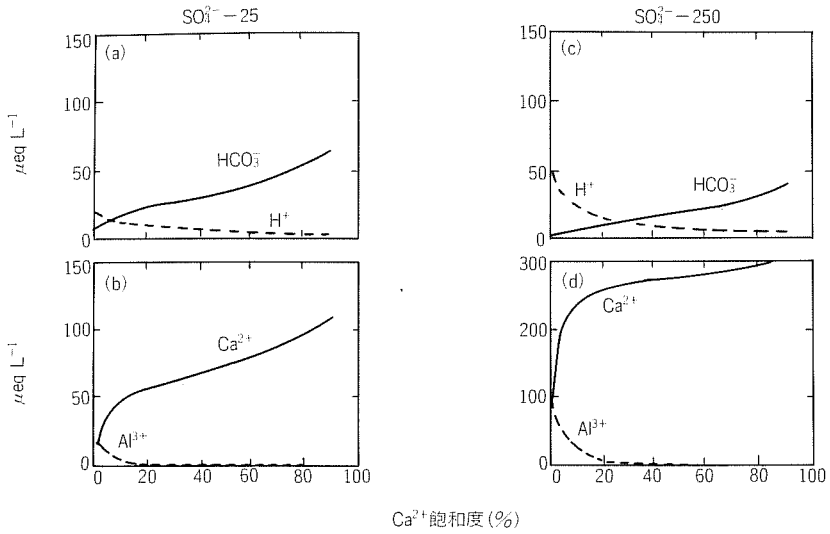 SO₄²⁻−25
SO₄²⁻−250
150
(a)
100
50
0
HCO₃⁻
H⁺
μeq L⁻¹
150
(c)
100
50
0
H⁺
HCO₃⁻
150
(b)
100
50
0
Ca²⁺
Al³⁺
μeq L⁻¹
0 20 40 60 80 100
300
(d)
200
100
0
Ca²⁺
Al³⁺
0 20 40 60 80 100
Ca²⁺飽和度(%)